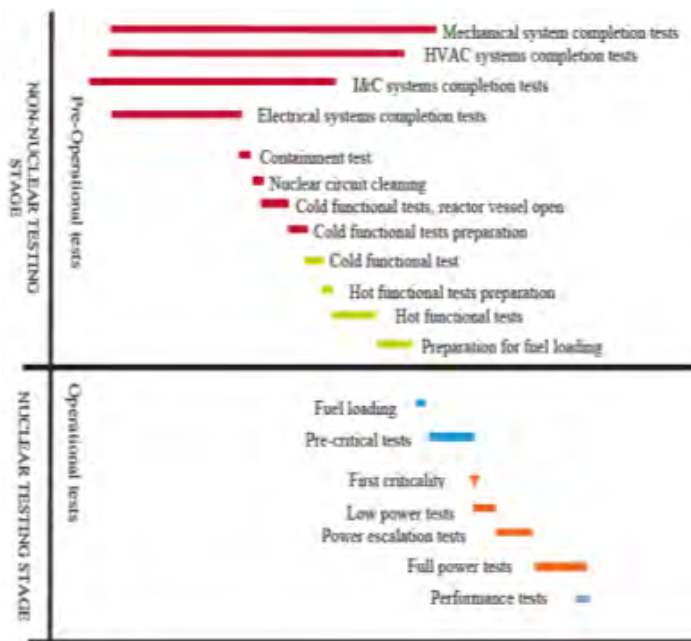 Mechanical system completion tests
HVAC systems completion tests
I&C systems completion tests
Electrical systems completion tests
Containment test
Nuclear circuit cleaning
Cold functional tests, reactor vessel open
Cold functional tests preparation
Cold functional test
Hot functional tests preparation
Hot functional tests
Preparation for fuel loading
Pre-Operational tests
NON-NUCLEAR TESTING
STAGE
Fuel loading
Pre-critical tests
First criticality
Low power tests
Power escalation tests
Full power tests
Performance tests
Operational tests
NUCLEAR TESTING STAGE